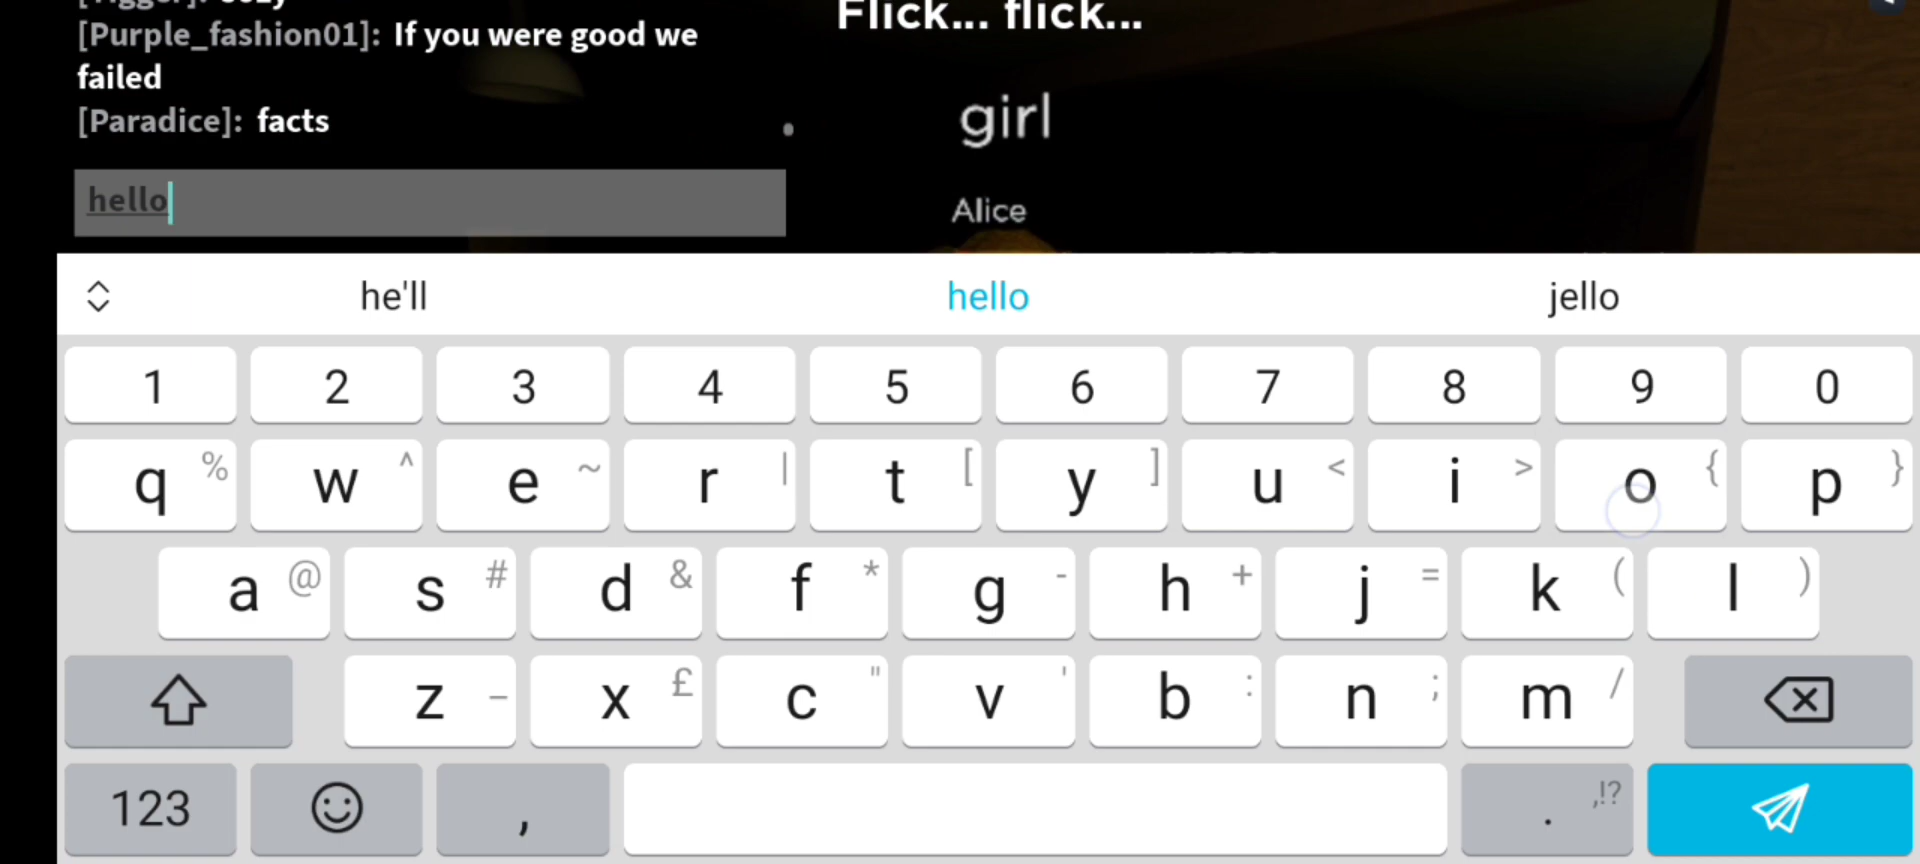 [Purple_fashion01]: If you were good we
failed
[Paradice]: facts
hello
Flick... flick...
girl
Alice
he'll hello jello
1 2 3 4 5 6 7 8 9 0
q % w ^ e ~ r | t [ y ] u < i > o { p }
a @ s # d & f * g - h + j = k ( l )
z _ x £ c " v ' b : n ; m /
123 , . ,!?